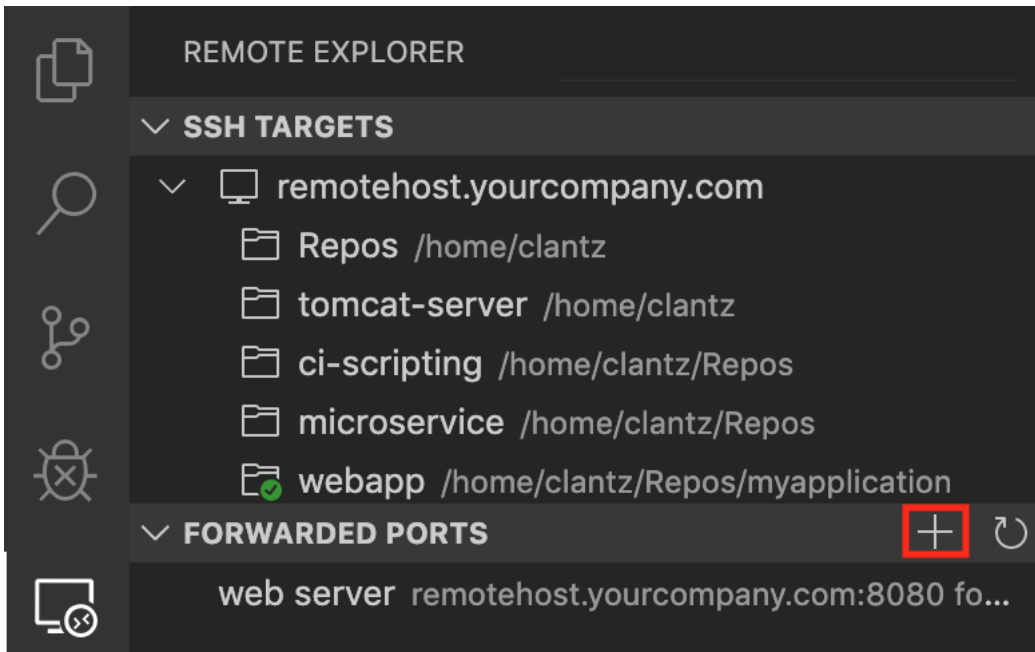 REMOTE EXPLORER
SSH TARGETS
remotehost.yourcompany.com
Repos /home/clantz
tomcat-server /home/clantz
ci-scripting /home/clantz/Repos
microservice /home/clantz/Repos
webapp /home/clantz/Repos/myapplication
FORWARDED PORTS
web server remotehost.yourcompany.com:8080 fo...